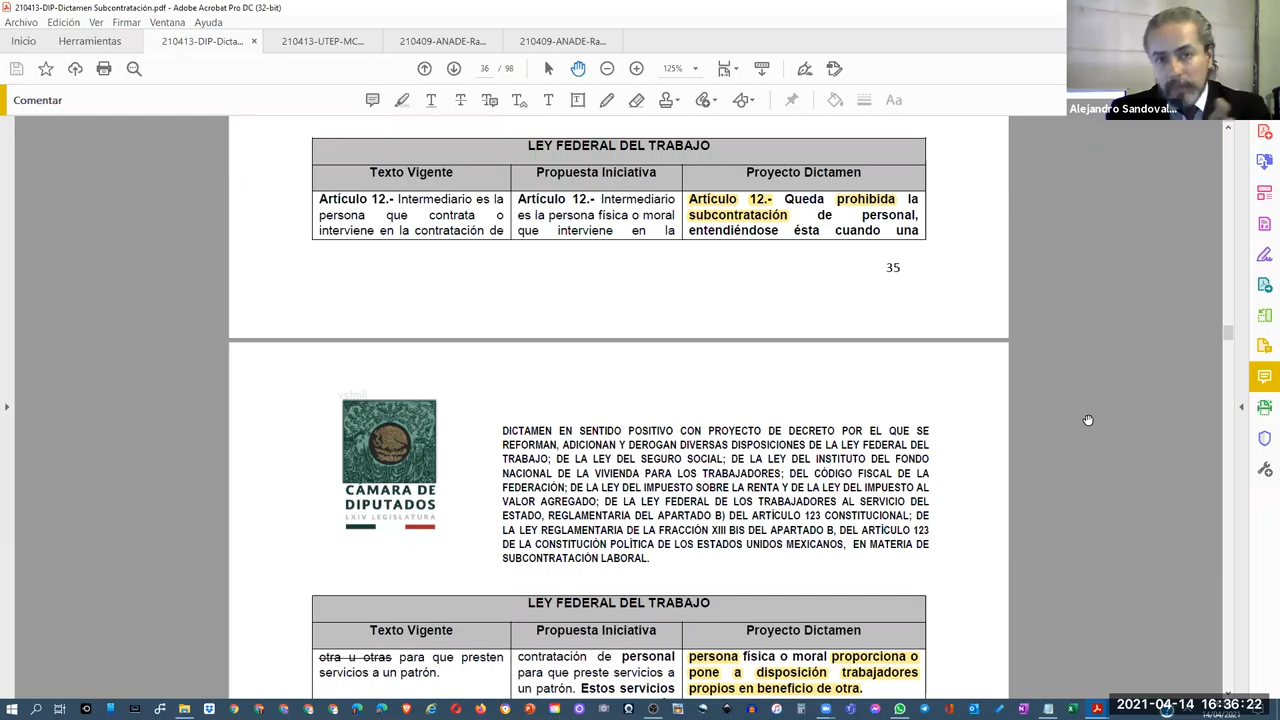 210413-DIP-Dictamen Subcontratación.pdf - Adobe Acrobat Pro DC (32-bit)
Archivo Edición Ver Firmar Ventana Ayuda
Inicio Herramientas 210413-DIP-Dicta... × 210413-UTEP-MC... 210409-ANADE-Ra... 210409-ANADE-Ra...
36 / 98 125%
Comentar
Alejandro Sandoval...
LEY FEDERAL DEL TRABAJO
Texto Vigente Propuesta Iniciativa Proyecto Dictamen
Artículo 12.- Intermediario es la
persona que contrata o
interviene en la contratación de
Artículo 12.- Intermediario
es la persona física o moral
que interviene en la
Artículo 12.- Queda prohibida la
subcontratación de personal,
entendiéndose ésta cuando una
35
vsfmlj
CÁMARA DE
DIPUTADOS
LXIV LEGISLATURA
DICTAMEN EN SENTIDO POSITIVO CON PROYECTO DE DECRETO POR EL QUE SE
REFORMAN, ADICIONAN Y DEROGAN DIVERSAS DISPOSICIONES DE LA LEY FEDERAL DEL
TRABAJO; DE LA LEY DEL SEGURO SOCIAL; DE LA LEY DEL INSTITUTO DEL FONDO
NACIONAL DE LA VIVIENDA PARA LOS TRABAJADORES; DEL CÓDIGO FISCAL DE LA
FEDERACIÓN; DE LA LEY DEL IMPUESTO SOBRE LA RENTA Y DE LA LEY DEL IMPUESTO AL
VALOR AGREGADO; DE LA LEY FEDERAL DE LOS TRABAJADORES AL SERVICIO DEL
ESTADO, REGLAMENTARIA DEL APARTADO B) DEL ARTÍCULO 123 CONSTITUCIONAL; DE
LA LEY REGLAMENTARIA DE LA FRACCIÓN XIII BIS DEL APARTADO B, DEL ARTÍCULO 123
DE LA CONSTITUCIÓN POLÍTICA DE LOS ESTADOS UNIDOS MEXICANOS, EN MATERIA DE
SUBCONTRATACIÓN LABORAL.
LEY FEDERAL DEL TRABAJO
Texto Vigente Propuesta Iniciativa Proyecto Dictamen
otra u otras para que presten
servicios a un patrón.
contratación de personal
para que preste servicios a
un patrón. Estos servicios
persona física o moral proporciona o
pone a disposición trabajadores
propios en beneficio de otra.
2021-04-14 16:36:22
14/04/2021